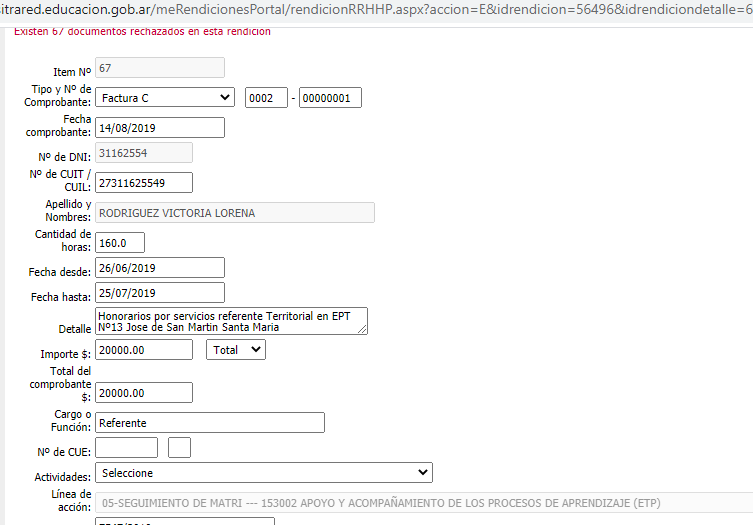 sitrared.educacion.gob.ar/meRendicionesPortal/rendicionRRHHP.aspx?accion=E&idrendicion=56496&idrendiciondetalle=6
Existen 67 documentos rechazados en esta rendicion
Item Nº 67
Tipo y Nº de Comprobante: Factura C 0002 - 00000001
Fecha comprobante: 14/08/2019
Nº de DNI: 31162554
Nº de CUIT / CUIL: 27311625549
Apellido y Nombres: RODRIGUEZ VICTORIA LORENA
Cantidad de horas: 160.0
Fecha desde: 26/06/2019
Fecha hasta: 25/07/2019
Detalle Honorarios por servicios referente Territorial en EPT
Nº13 Jose de San Martin Santa Maria
Importe $: 20000.00 Total
Total del comprobante $: 20000.00
Cargo o Función: Referente
Nº de CUE:
Actividades: Seleccione
Línea de acción: 05-SEGUIMIENTO DE MATRI --- 153002 APOYO Y ACOMPAÑAMIENTO DE LOS PROCESOS DE APRENDIZAJE (ETP)